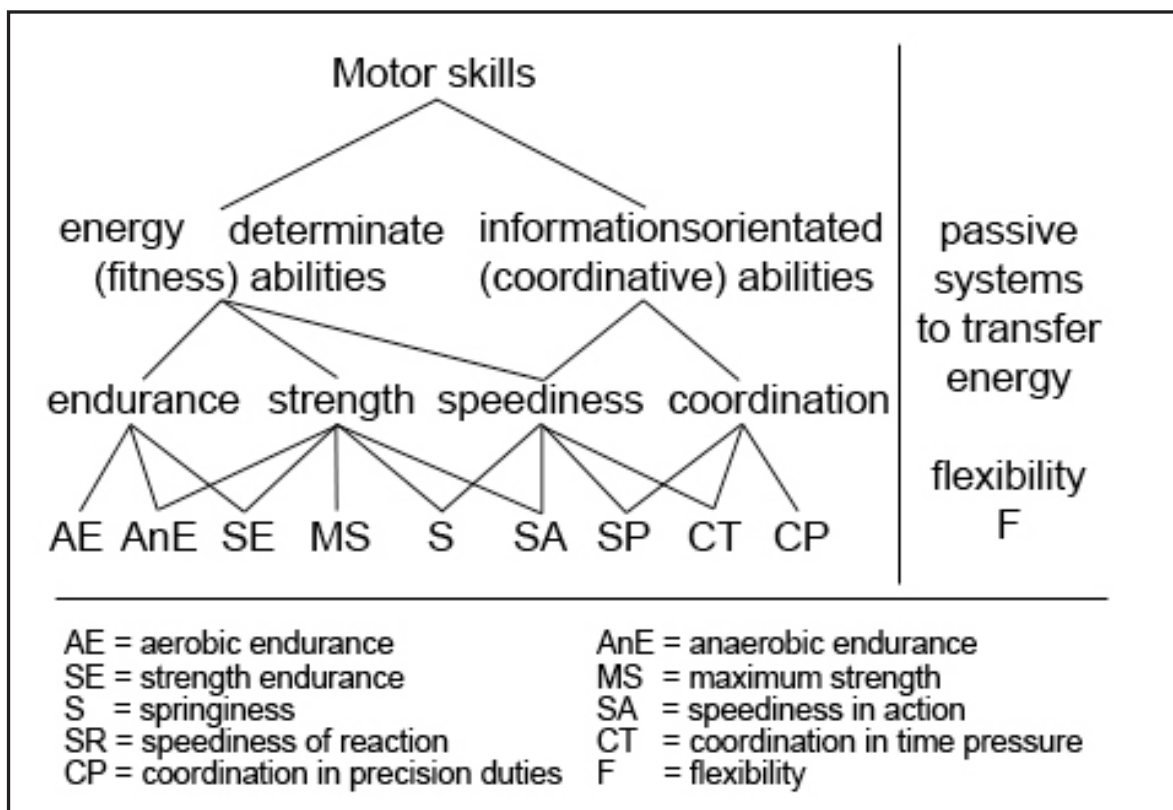 Motor skills
energy determinate
(fitness) abilities
informationsorientated
(coordinative) abilities
endurance strength speediness coordination
AE AnE SE MS S SA SP CT CP
passive
systems
to transfer
energy
flexibility
F
AE = aerobic endurance
SE = strength endurance
S = springiness
SR = speediness of reaction
CP = coordination in precision duties
AnE = anaerobic endurance
MS = maximum strength
SA = speediness in action
CT = coordination in time pressure
F = flexibility